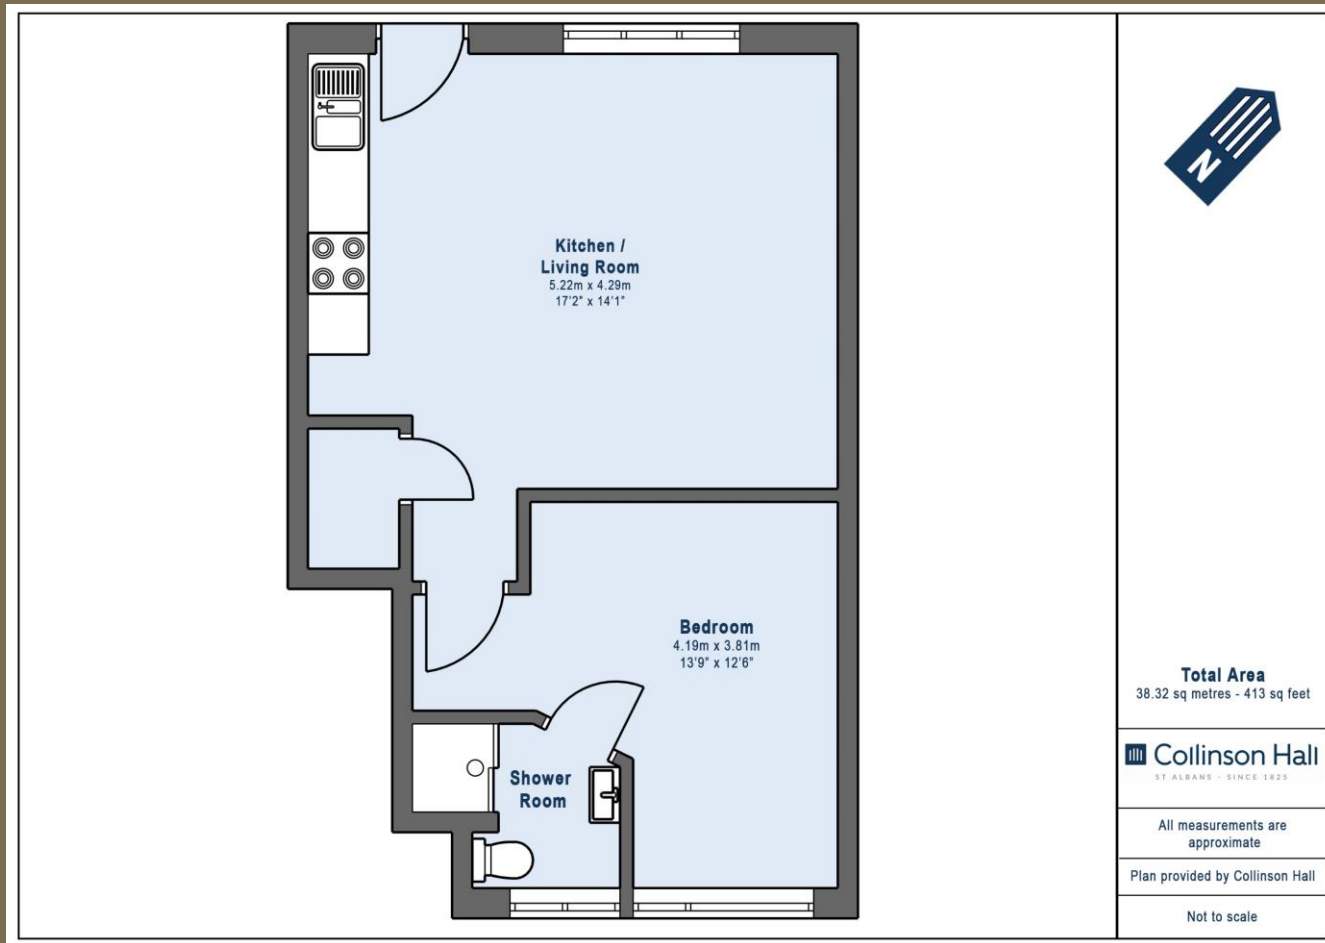 Kitchen /
Living Room
5.22m x 4.29m
17'2" x 14'1"
Bedroom
4.19m x 3.81m
13'9" x 12'6"
Shower
Room
N
Total Area
38.32 sq metres - 413 sq feet
Collinson Hall
ST ALBANS - SINCE 1825
All measurements are
approximate
Plan provided by Collinson Hall
Not to scale